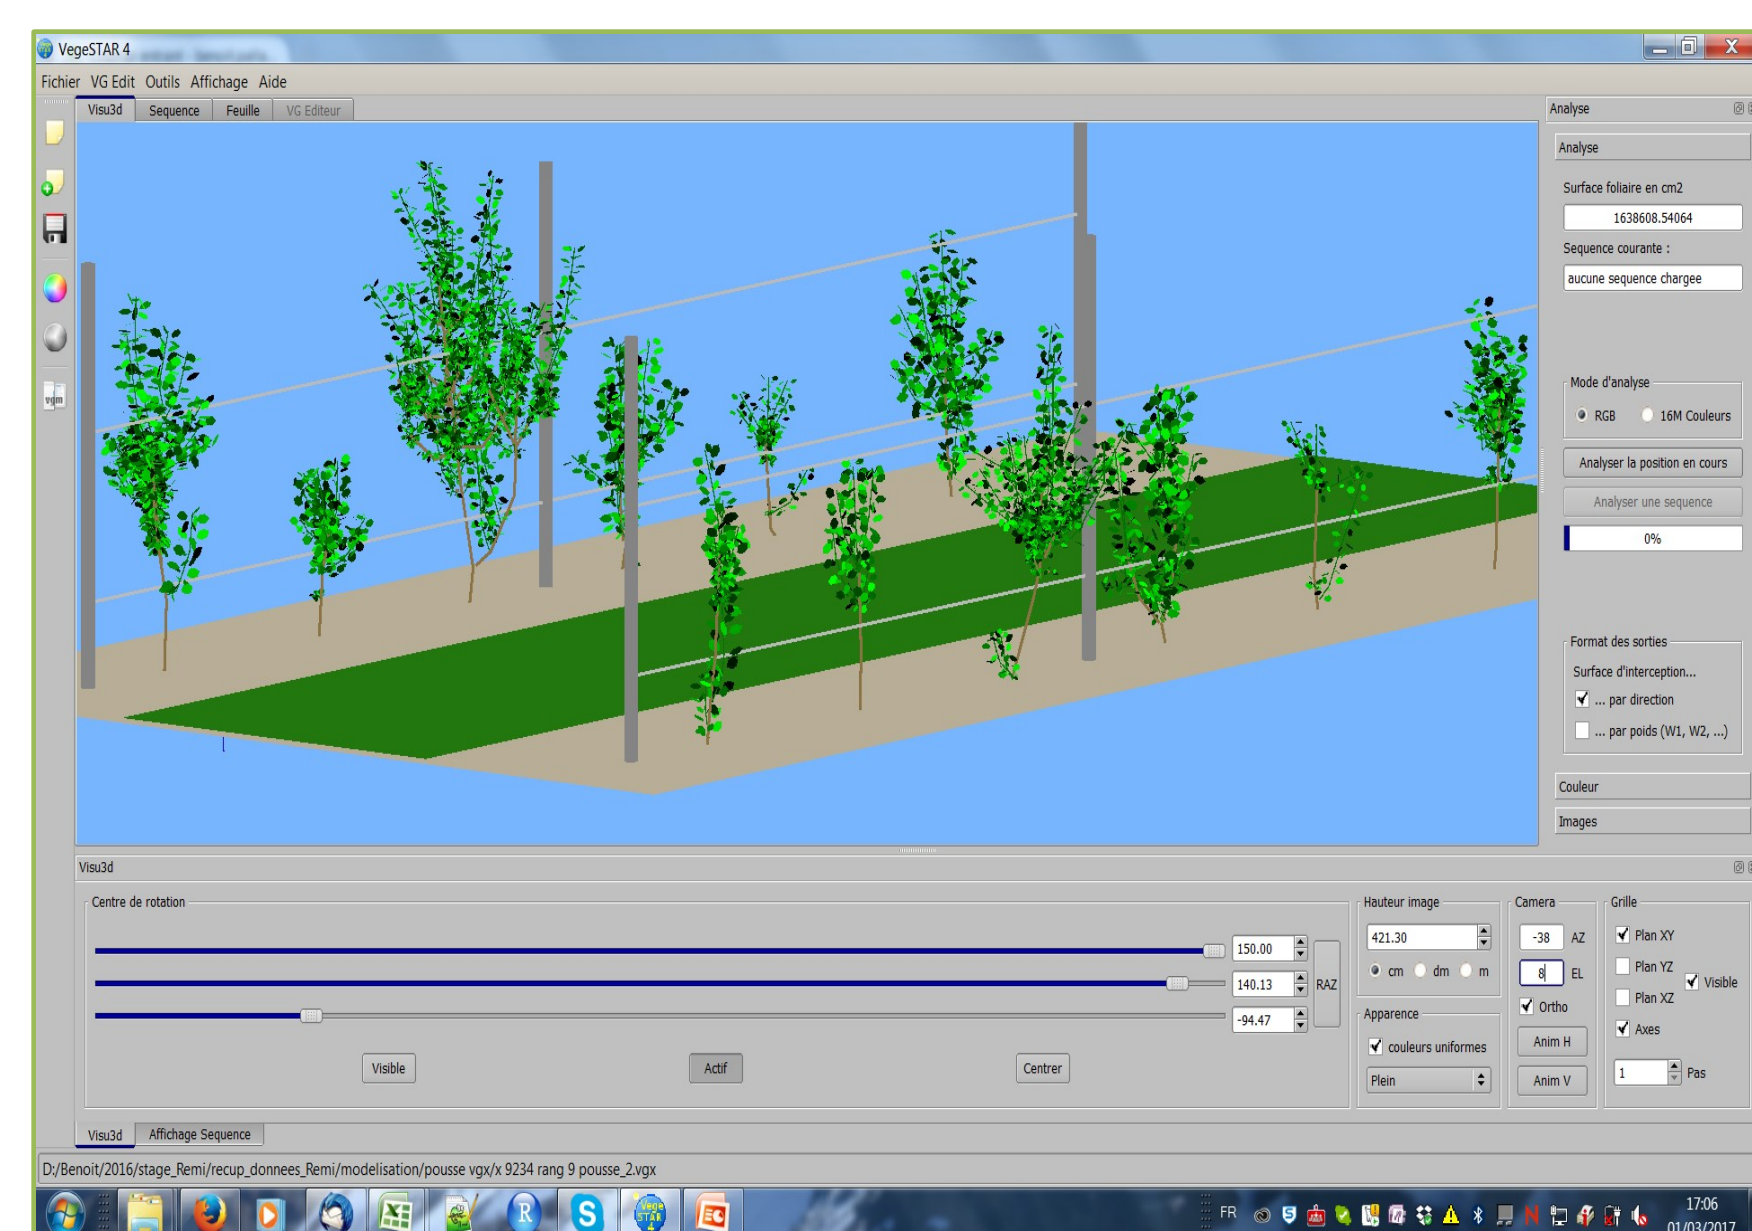 VegeSTAR 4
Fichier VG Edit Outils Affichage Aide
Visu3d Sequence Feuille VG Editeur
vgm
Analyse
Analyse
Surface foliaire en cm2
1638608.54064
Sequence courante :
aucune sequence chargee
Mode d'analyse
RGB 16M Couleurs
Analyser la position en cours
Analyser une sequence
0%
Format des sorties
Surface d'interception...
... par direction
... par poids (W1, W2, ...)
Couleur
Images
Visu3d
Centre de rotation
150.00
140.13
-94.47
RAZ
Visible Actif Centrer
Hauteur image
421.30
cm dm m
Apparence
couleurs uniformes
Plein
Camera
-38 AZ
8 EL
Ortho
Anim H
Anim V
Grille
Plan XY
Plan YZ
Plan XZ
Visible
Axes
1 Pas
Visu3d Affichage Sequence
D:/Benoit/2016/stage_Remi/recup_donnees_Remi/modelisation/pousse vgx/x 9234 rang 9 pousse_2.vgx
FR
17:06
01/03/2017